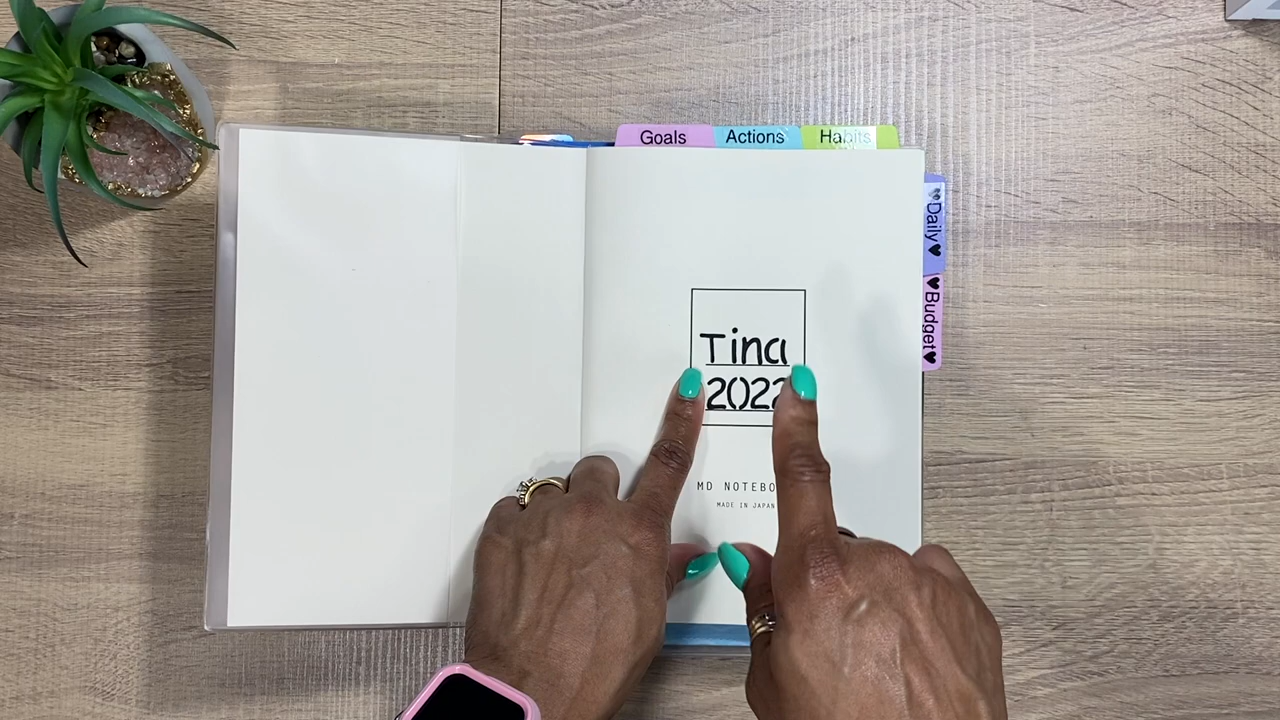 Goals Actions Habits
♥Daily♥
♥Budget♥
Tina
2022
MD NOTEBO
MADE IN JAPAN